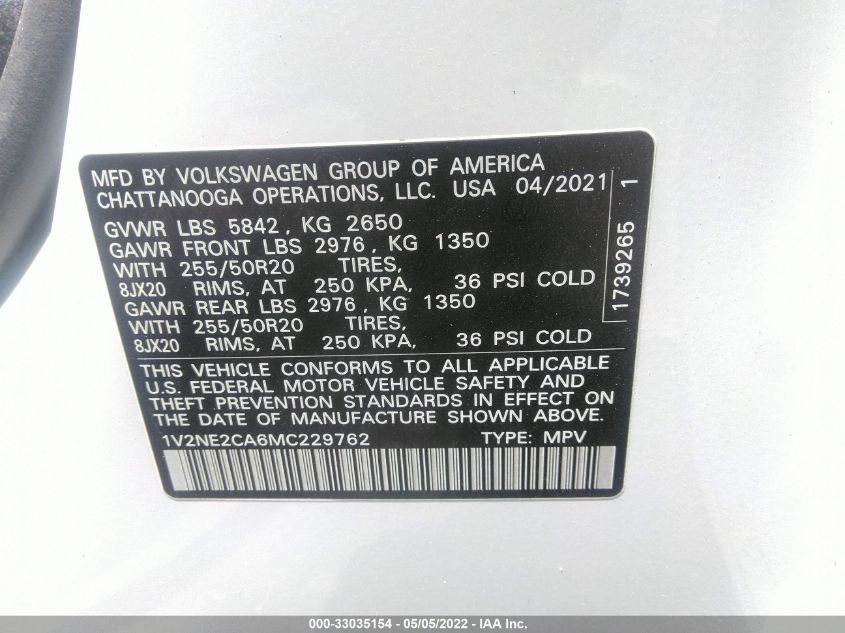 MFD BY VOLKSWAGEN GROUP OF AMERICA
CHATTANOOGA OPERATIONS, LLC. USA 04/2021
GVWR LBS 5842, KG 2650
GAWR FRONT LBS 2976, KG 1350
WITH 255/50R20 TIRES,
8JX20 RIMS, AT 250 KPA, 36 PSI COLD
GAWR REAR LBS 2976, KG 1350
WITH 255/50R20 TIRES,
8JX20 RIMS, AT 250 KPA, 36 PSI COLD
1739265 1
THIS VEHICLE CONFORMS TO ALL APPLICABLE
U.S. FEDERAL MOTOR VEHICLE SAFETY AND
THEFT PREVENTION STANDARDS IN EFFECT ON
THE DATE OF MANUFACTURE SHOWN ABOVE.
1V2NE2CA6MC229762 TYPE: MPV
000-33035154 - 05/05/2022 - IAA Inc.